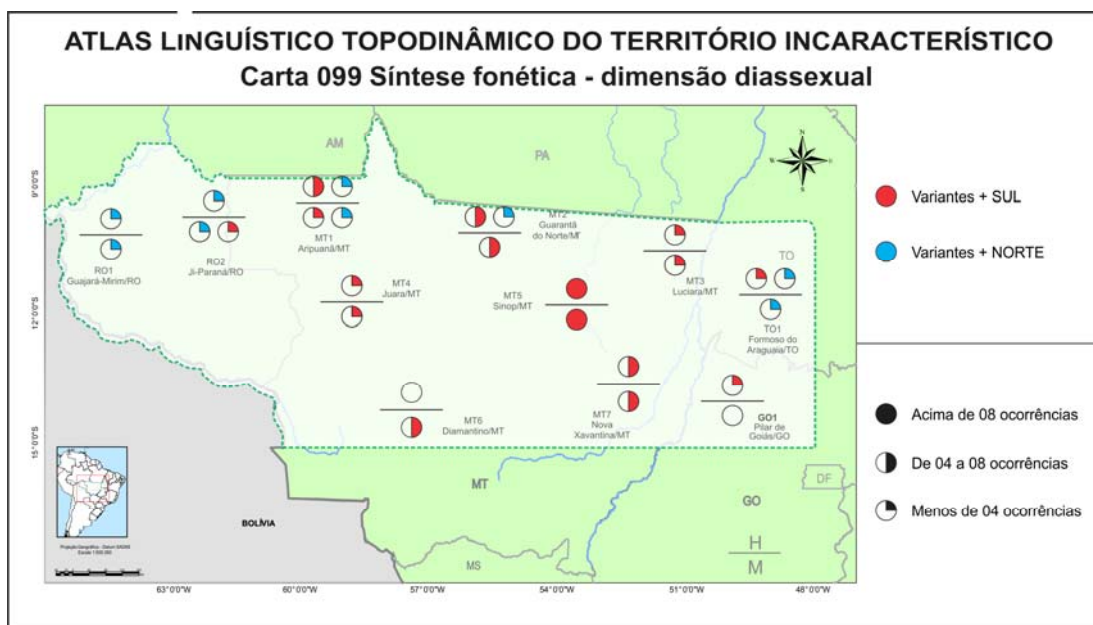 ATLAS LINGUÍSTICO TOPODINÂMICO DO TERRITÓRIO INCARACTERÍSTICO
Carta 099 Síntese fonética - dimensão diassexual
AM
PA
N
Variantes + SUL
Variantes + NORTE
9°0'0"S
12°0'0"S
15°0'0"S
RO1
Guajará-Mirim/RO
RO2
Ji-Paraná/RO
MT1
Aripuanã/MT
MT2
Guarantã
do Norte/MT
MT3
Luciara/MT
TO
MT4
Juara/MT
MT5
Sinop/MT
TO1
Formoso do
Araguaia/TO
MT6
Diamantino/MT
MT7
Nova
Xavantina/MT
GO1
Pilar de
Goiás/GO
Acima de 08 ocorrências
De 04 a 08 ocorrências
Menos de 04 ocorrências
MT
GO
DF
BOLÍVIA
MS
H
M
63°0'0"W
60°0'0"W
57°0'0"W
54°0'0"W
51°0'0"W
48°0'0"W